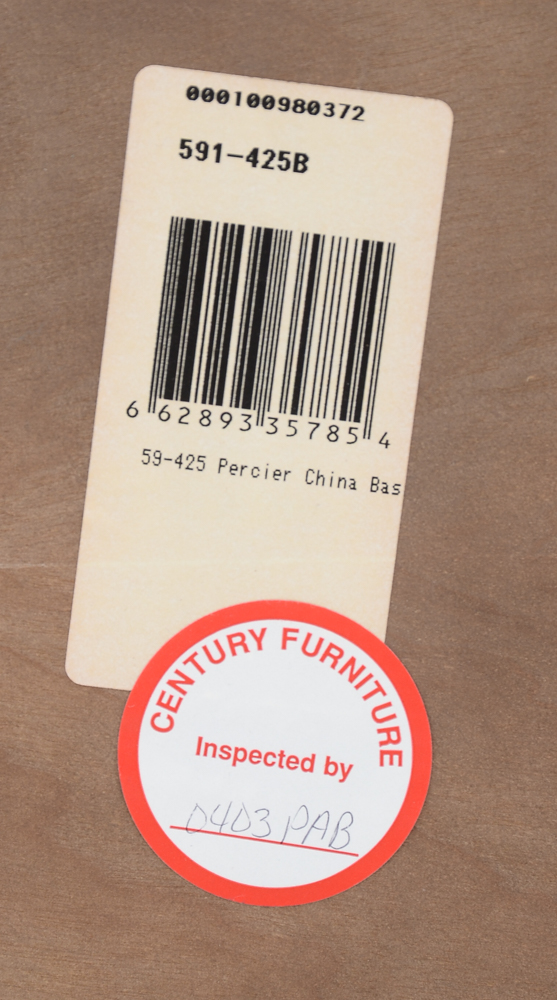 000100980372
591-425B
6 62893 35785 4
59-425 Percier China Bas
CENTURY FURNITURE
Inspected by
0403 PAB